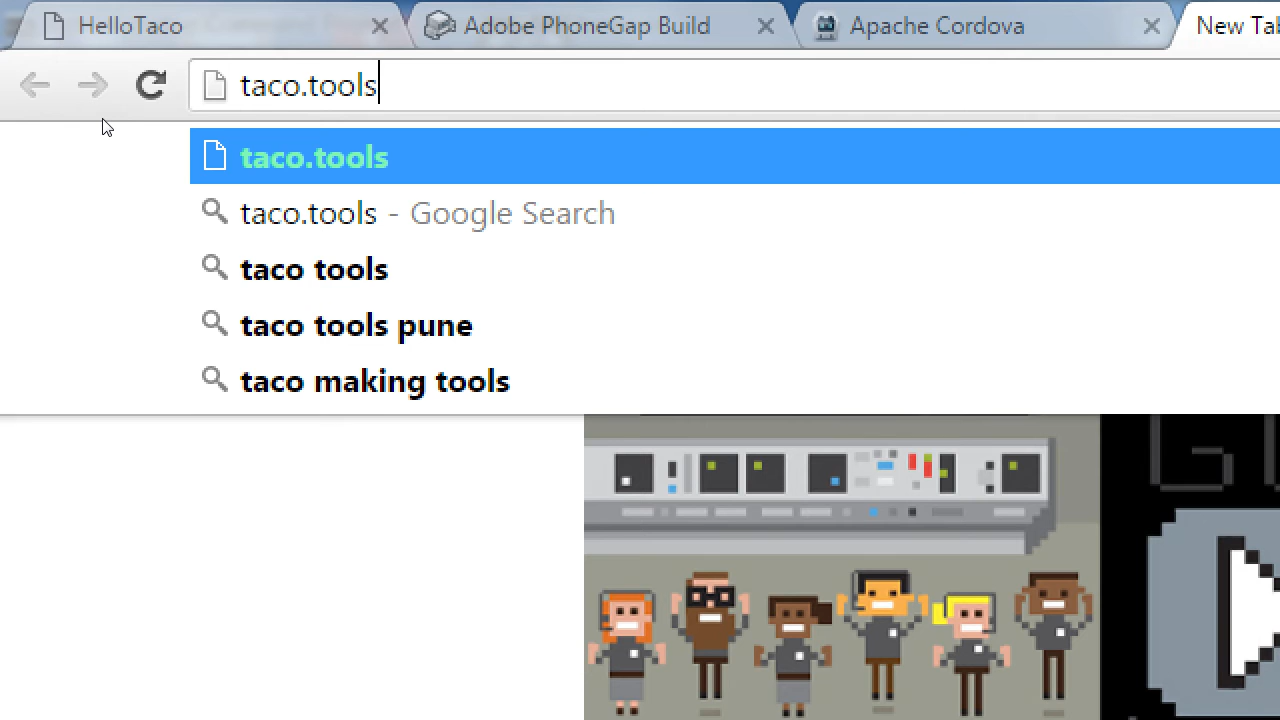 HelloTaco
Adobe PhoneGap Build
Apache Cordova
New Tab
taco.tools
taco.tools
taco.tools - Google Search
taco tools
taco tools pune
taco making tools